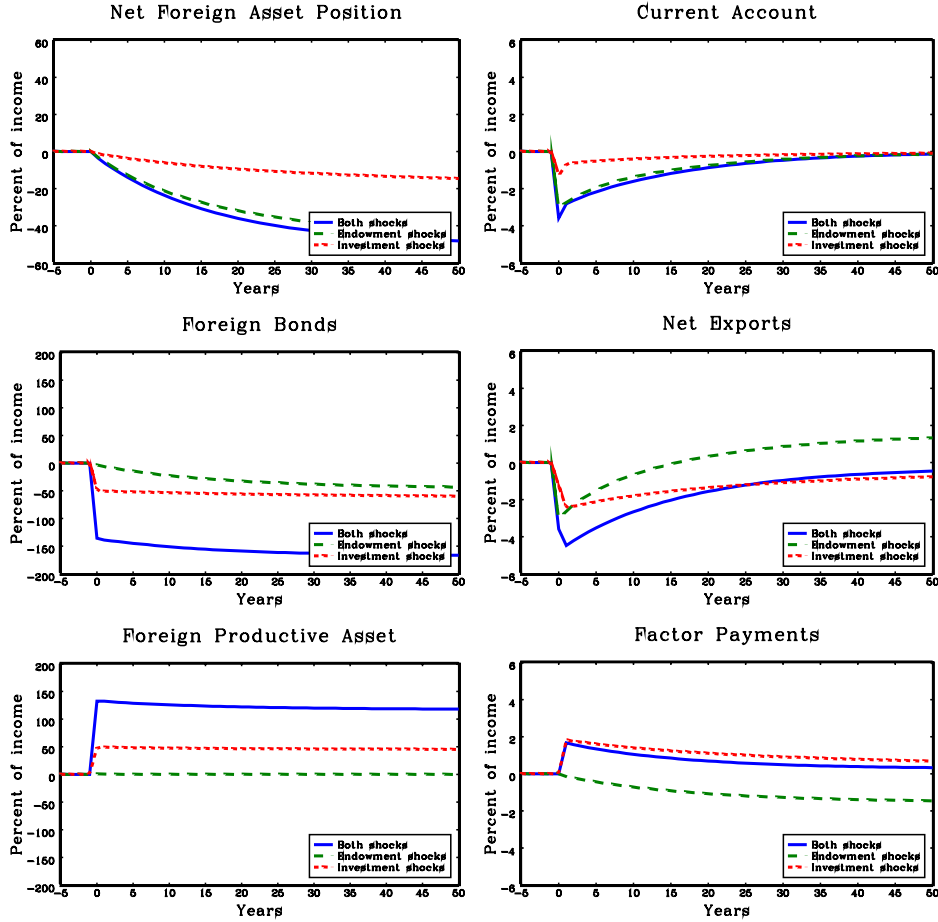 Net Foreign Asset Position
Percent of income
60
40
20
0
-20
-40
-60
Both shocks
Endowment shocks
Investment shocks
-5 0 5 10 15 20 25 30 35 40 45 50
Years
Current Account
Percent of income
6
4
2
0
-2
-4
-6
Both shocks
Endowment shocks
Investment shocks
-5 0 5 10 15 20 25 30 35 40 45 50
Years
Foreign Bonds
Percent of income
200
150
100
50
0
-50
-100
-150
-200
Both shocks
Endowment shocks
Investment shocks
-5 0 5 10 15 20 25 30 35 40 45 50
Years
Net Exports
Percent of income
6
4
2
0
-2
-4
-6
Both shocks
Endowment shocks
Investment shocks
-5 0 5 10 15 20 25 30 35 40 45 50
Years
Foreign Productive Asset
Percent of income
200
150
100
50
0
-50
-100
-150
-200
Both shocks
Endowment shocks
Investment shocks
-5 0 5 10 15 20 25 30 35 40 45 50
Years
Factor Payments
Percent of income
6
4
2
0
-2
-4
-6
Both shocks
Endowment shocks
Investment shocks
-5 0 5 10 15 20 25 30 35 40 45 50
Years